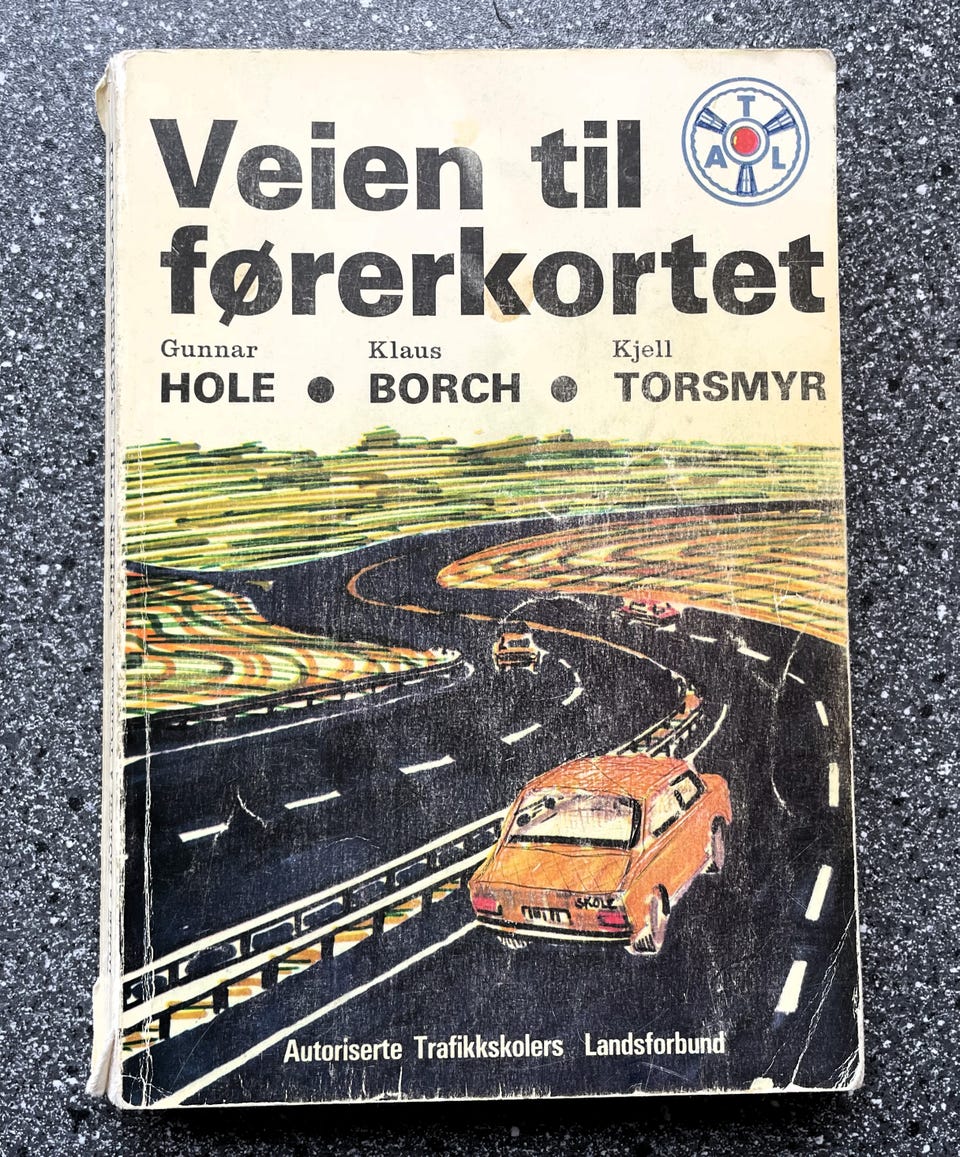 Veien til
førerkortet
T
A L
Gunnar Klaus Kjell
HOLE ● BORCH ● TORSMYR
SKOLE
Autoriserte Trafikkskolers Landsforbund